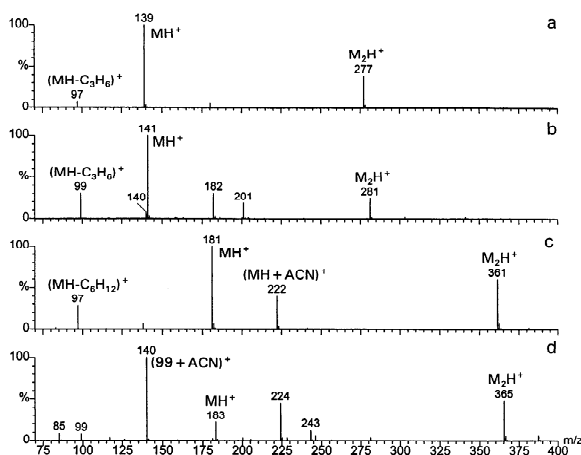 100
139
MH⁺
a
M₂H⁺
277
%
(MH-C₃H₆)⁺
97
0
100
141
MH⁺
b
(MH-C₃H₆)⁺
99
%
140
182
201
M₂H⁺
281
0
100
181
MH⁺
c
(MH+ACN)⁺
222
M₂H⁺
361
(MH-C₆H₁₂)⁺
97
%
0
100
140
(99+ACN)⁺
d
MH⁺
183
224
243
M₂H⁺
365
%
85
99
0
75 100 125 150 175 200 225 250 275 300 325 350 375 400 m/z